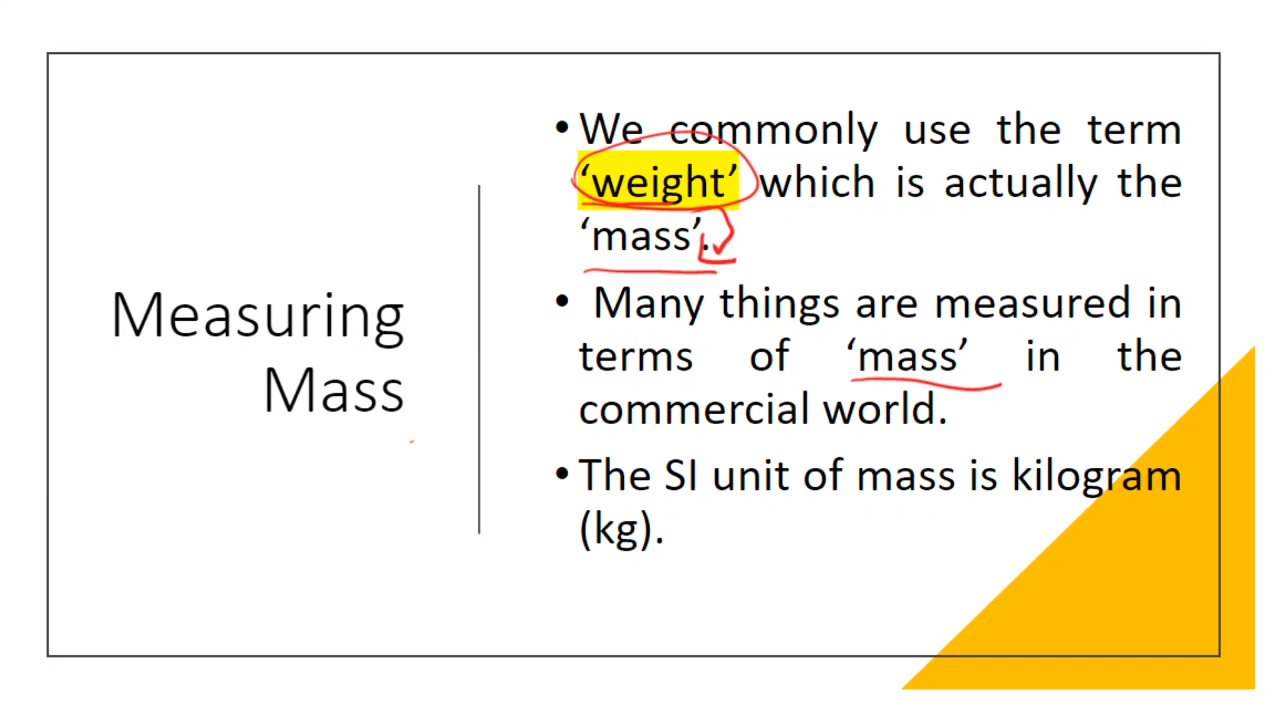 Measuring
Mass
• We commonly use the term
‘weight’ which is actually the
‘mass’.
• Many things are measured in
terms of ‘mass’ in the
commercial world.
• The SI unit of mass is kilogram
(kg).